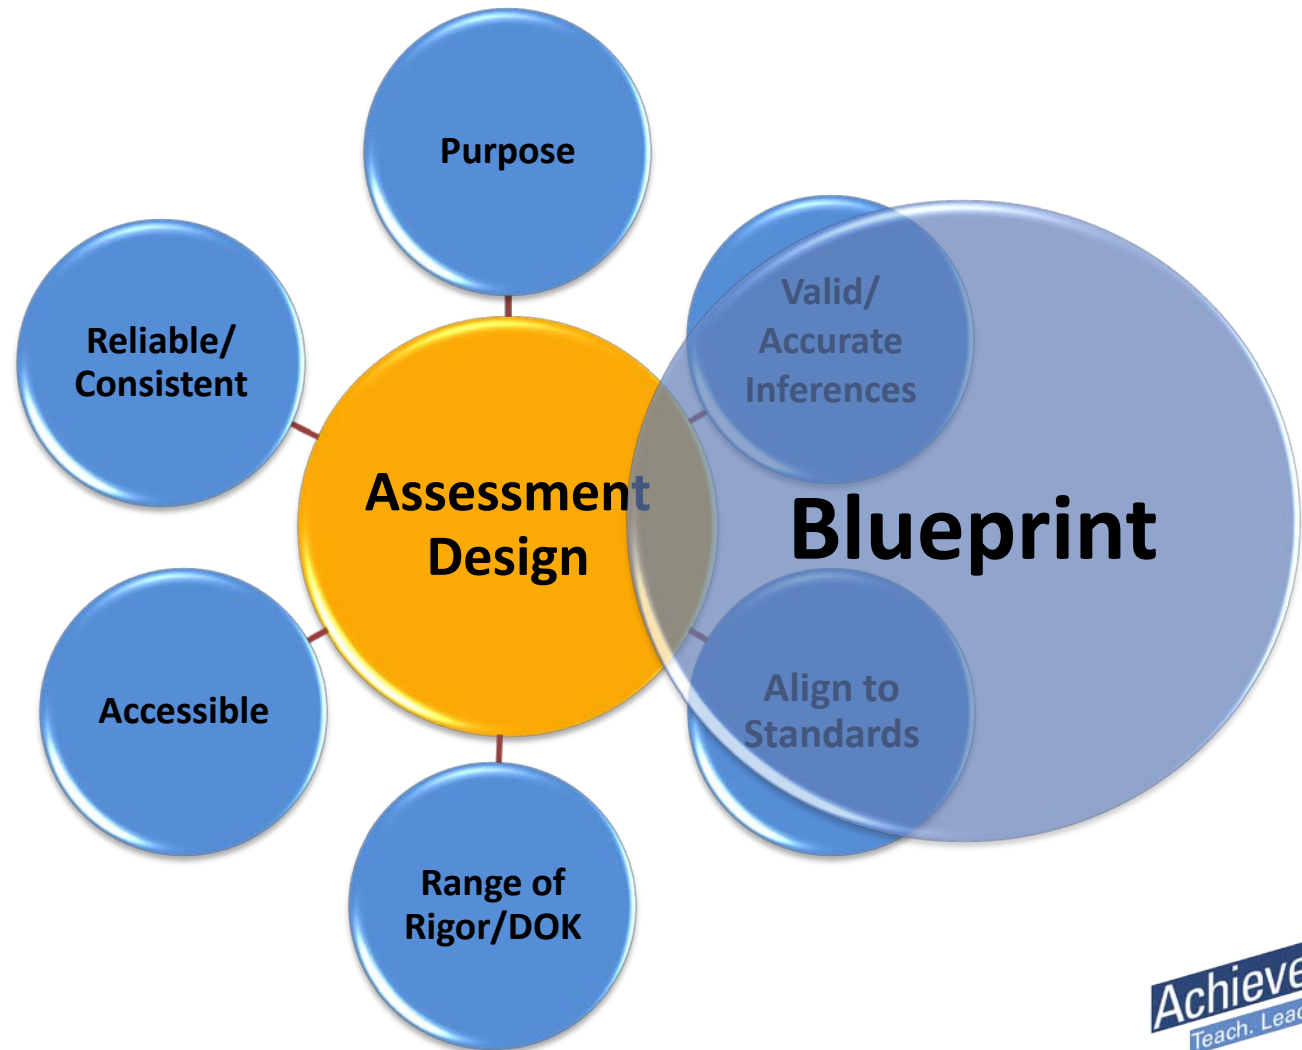 Purpose
Valid/
Accurate
Inferences
Reliable/
Consistent
Assessment
Design
Blueprint
Align to
Standards
Accessible
Range of
Rigor/DOK
Achieve
Teach. Lead